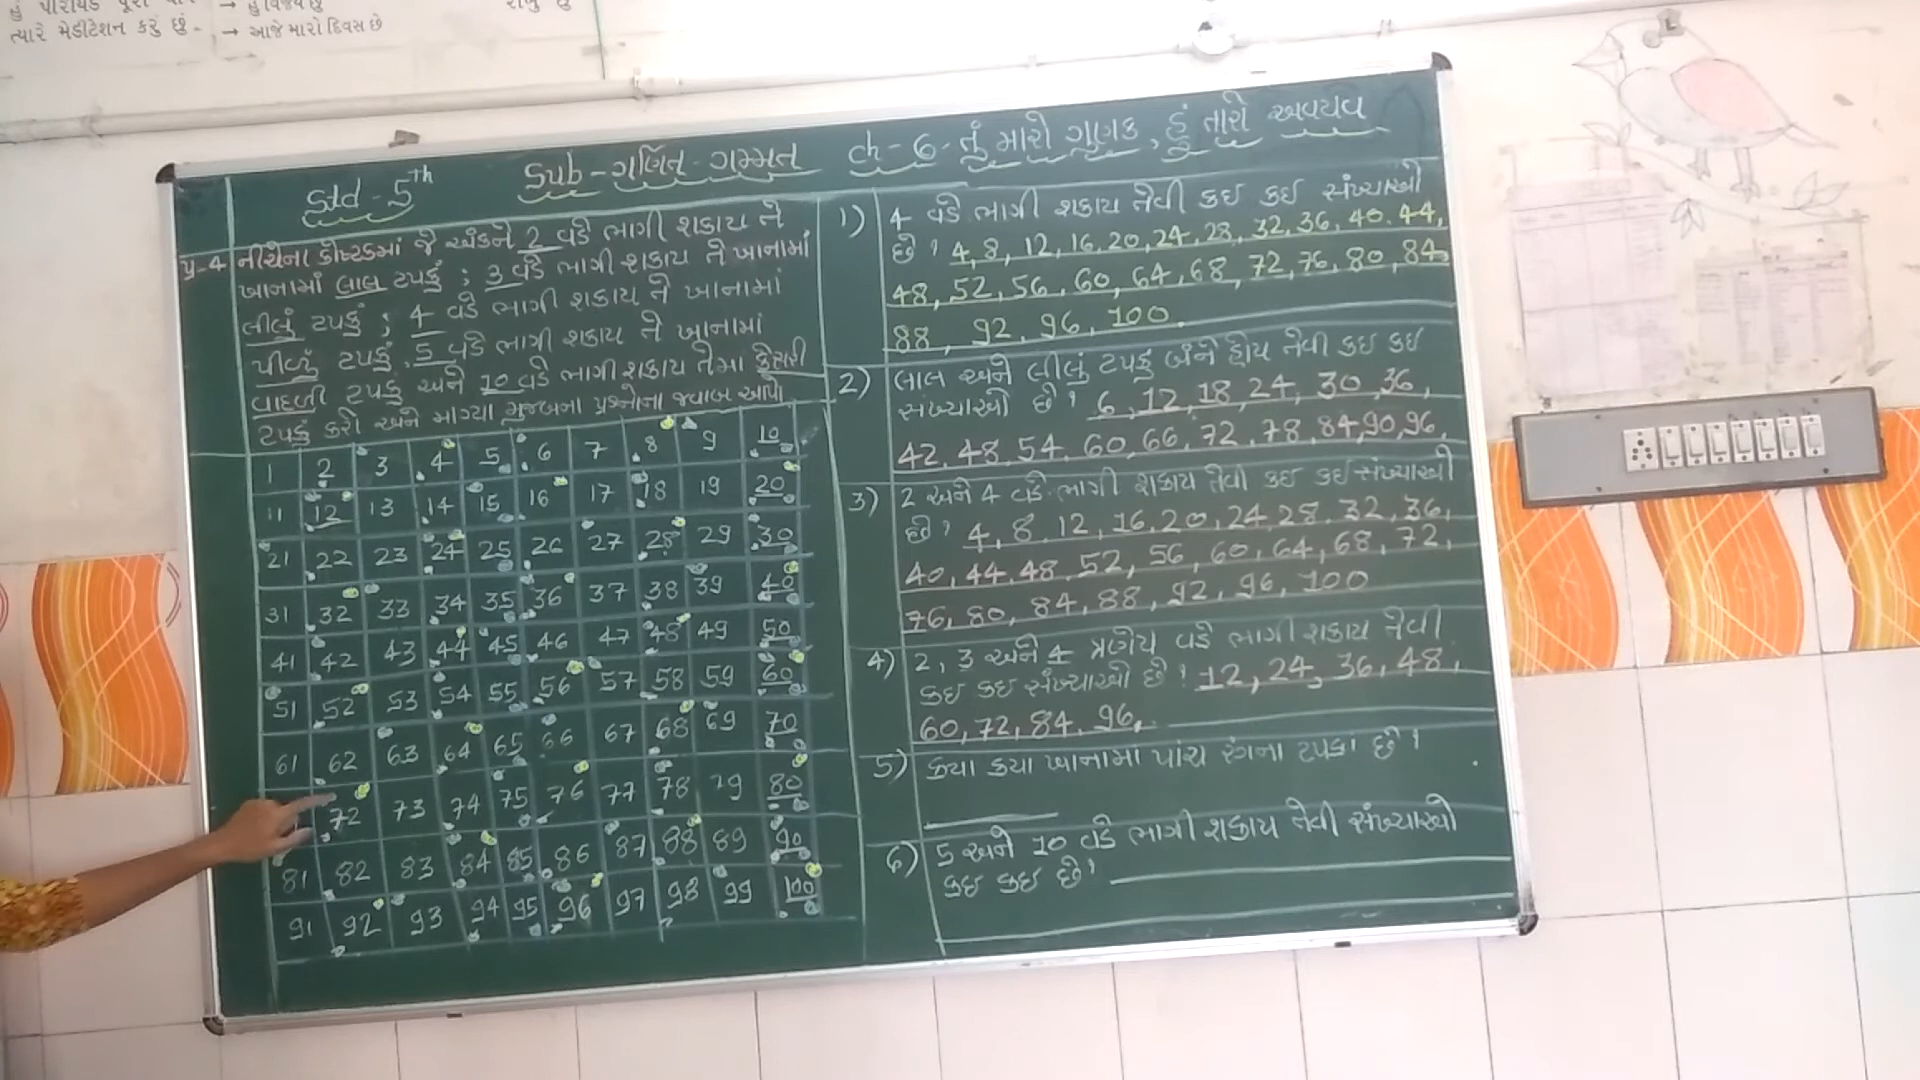 ત્યારે મેડીટેશન કરું છું. → આજે મારો દિવસ છે
Std - 5th Sub - ગણિત - ગમ્મત ch - 6 - તું મારો ગુણક, હું તારો અવયવ
પ્ર-4 નીચેના કોષ્ટકમાં જે અંકને 2 વડે ભાગી શકાય તે
ખાનામાં લાલ ટપકું ; 3 વડે ભાગી શકાય તે ખાનામાં
લીલું ટપકું ; 4 વડે ભાગી શકાય તે ખાનામાં
પીળું ટપકું, 5 વડે ભાગી શકાય તે ખાનામાં
વાદળી ટપકું અને 10 વડે ભાગી શકાય તેમા કેસરી
ટપકું કરો અને માગ્યા મુજબના પ્રશ્નોના જવાબ આપો.
1 2 3 4 5 6 7 8 9 10
11 12 13 14 15 16 17 18 19 20
21 22 23 24 25 26 27 28 29 30
31 32 33 34 35 36 37 38 39 40
41 42 43 44 45 46 47 48 49 50
51 52 53 54 55 56 57 58 59 60
61 62 63 64 65 66 67 68 69 70
72 73 74 75 76 77 78 79 80
81 82 83 84 85 86 87 88 89 90
91 92 93 94 95 96 97 98 99 100
1) 4 વડે ભાગી શકાય તેવી કઇ કઇ સંખ્યાઓ
છે ? 4, 8, 12, 16, 20, 24, 28, 32, 36, 40, 44,
48, 52, 56, 60, 64, 68, 72, 76, 80, 84,
88, 92, 96, 100.
2) લાલ અને લીલું ટપકું બંને હોય તેવી કઇ કઇ
સંખ્યાઓ છે ? 6, 12, 18, 24, 30, 36,
42, 48, 54, 60, 66, 72, 78, 84, 90, 96,
3) 2 અને 4 વડે ભાગી શકાય તેવી કઇ કઇ સંખ્યાઓ
છે ? 4, 8, 12, 16, 20, 24, 28, 32, 36,
40, 44, 48, 52, 56, 60, 64, 68, 72,
76, 80, 84, 88, 92, 96, 100
4) 2, 3 અને 4 ત્રણેય વડે ભાગી શકાય તેવી
કઇ કઇ સંખ્યાઓ છે ? 12, 24, 36, 48,
60, 72, 84, 96,
5) ક્યા ક્યા ખાનામાં પાંચ રંગના ટપકાં છે ?
6) 5 અને 10 વડે ભાગી શકાય તેવી સંખ્યાઓ
કઇ કઇ છે ?